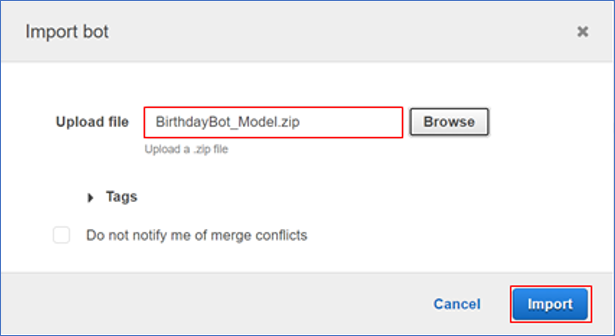 Import bot
Upload file BirthdayBot_Model.zip Browse
Upload a .zip file
Tags
Do not notify me of merge conflicts
Cancel Import